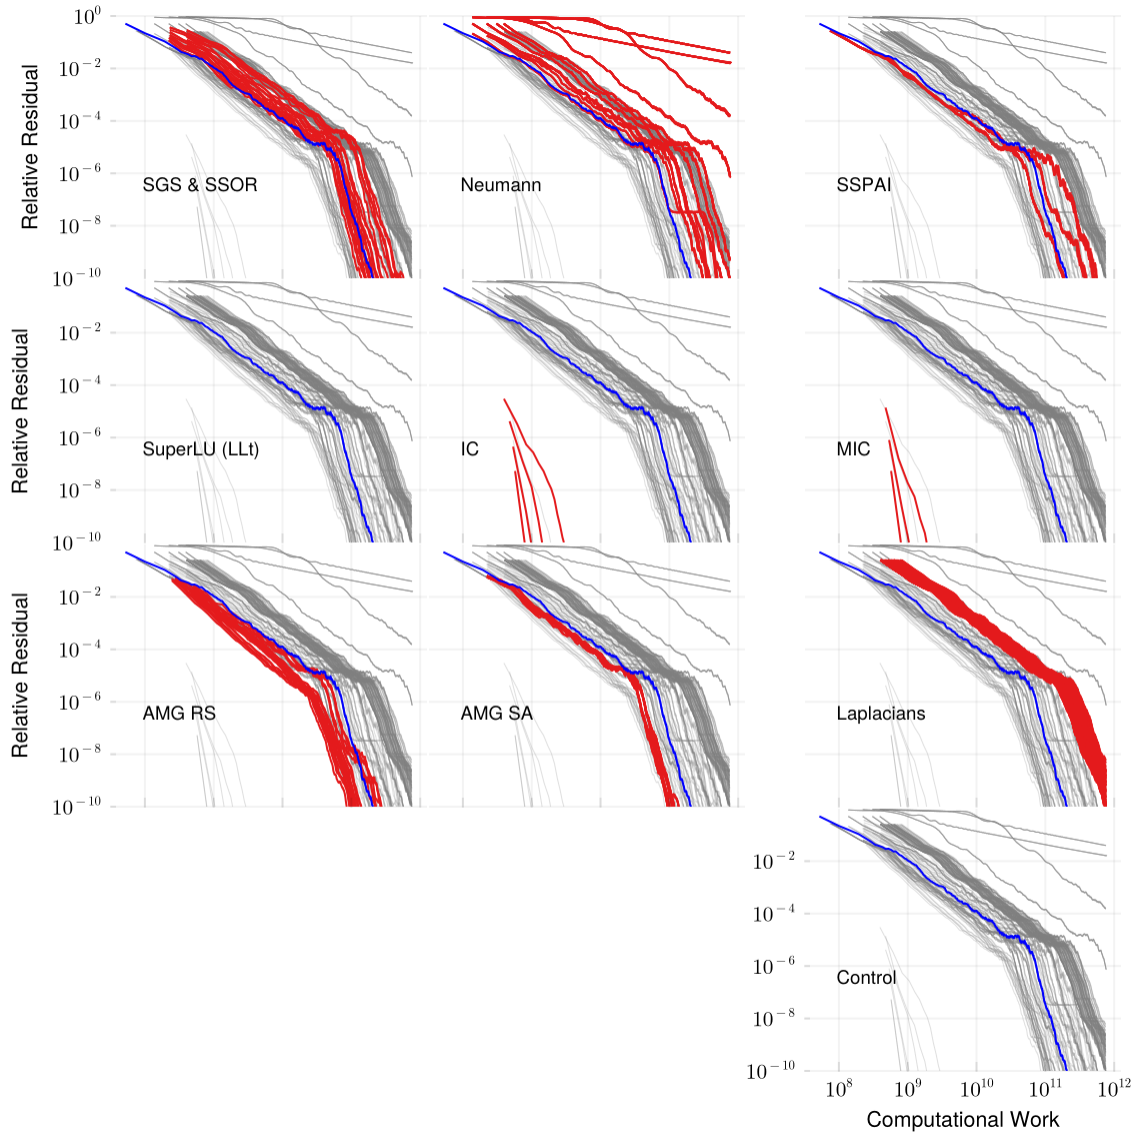 Relative Residual
10^0
10^−2
10^−4
10^−6
10^−8
10^−10
SGS & SSOR
Neumann
SSPAI
Relative Residual
10^−2
10^−4
10^−6
10^−8
10^−10
SuperLU (LLt)
IC
MIC
Relative Residual
10^−2
10^−4
10^−6
10^−8
10^−10
AMG RS
AMG SA
Laplacians
10^−2
10^−4
10^−6
10^−8
10^−10
Control
10^8 10^9 10^10 10^11 10^12
Computational Work